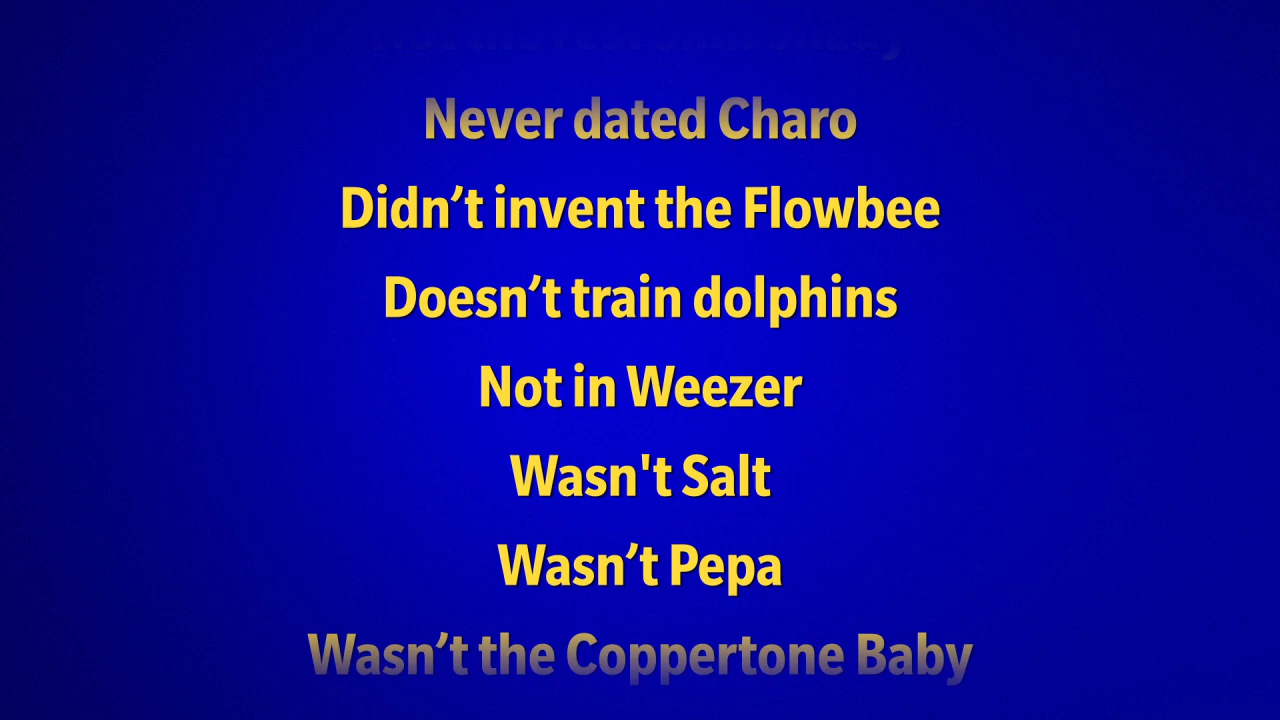 Never dated Charo
Didn’t invent the Flowbee
Doesn’t train dolphins
Not in Weezer
Wasn't Salt
Wasn’t Pepa
Wasn’t the Coppertone Baby